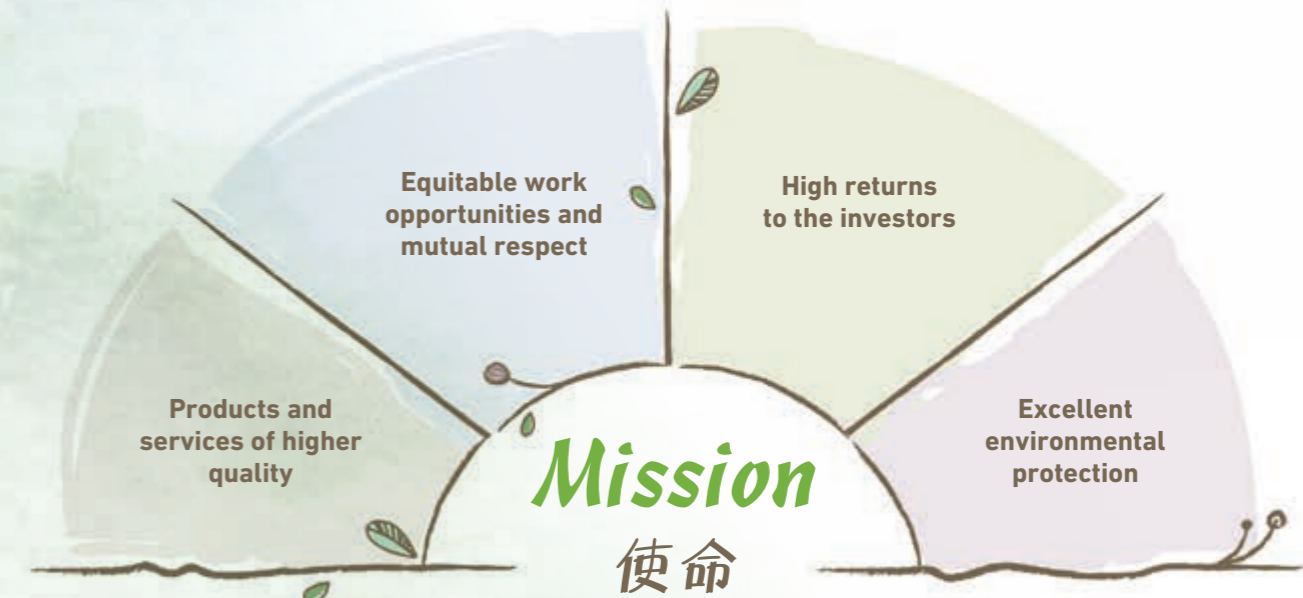 Equitable work
opportunities and
mutual respect
High returns
to the investors
Products and
services of higher
quality
Excellent
environmental
protection
Mission
使命